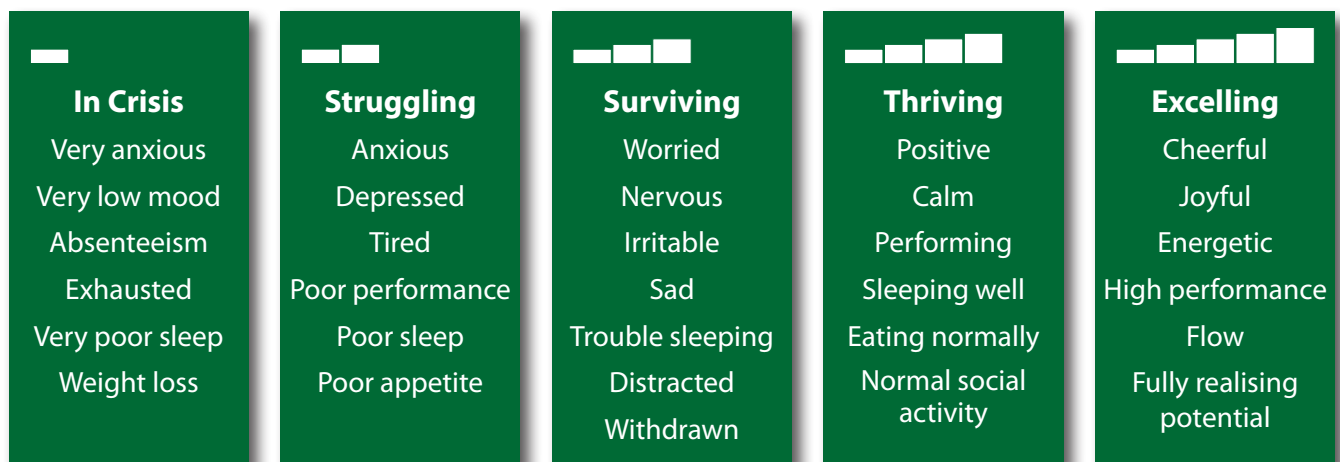 In Crisis
Very anxious
Very low mood
Absenteeism
Exhausted
Very poor sleep
Weight loss
Struggling
Anxious
Depressed
Tired
Poor performance
Poor sleep
Poor appetite
Surviving
Worried
Nervous
Irritable
Sad
Trouble sleeping
Distracted
Withdrawn
Thriving
Positive
Calm
Performing
Sleeping well
Eating normally
Normal social
activity
Excelling
Cheerful
Joyful
Energetic
High performance
Flow
Fully realising
potential